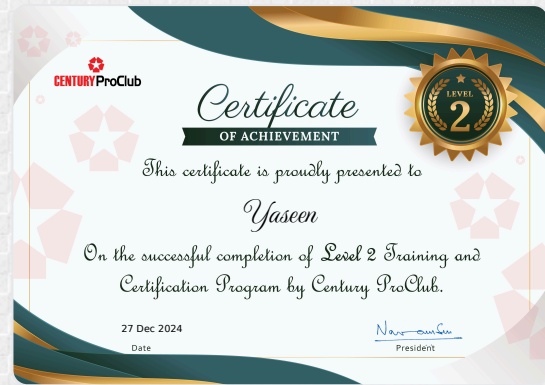 CENTURY ProClub
LEVEL
2
Certificate
OF ACHIEVEMENT
This certificate is proudly presented to
Yaseen
On the successful completion of Level 2 Training and
Certification Program by Century ProClub.
27 Dec 2024
Date
President